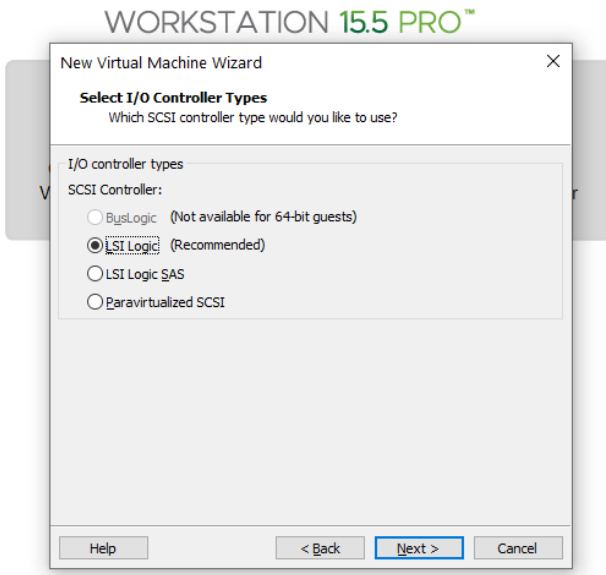 WORKSTATION 15.5 PRO™
New Virtual Machine Wizard
Select I/O Controller Types
Which SCSI controller type would you like to use?
I/O controller types
SCSI Controller:
BusLogic (Not available for 64-bit guests)
LSI Logic (Recommended)
LSI Logic SAS
Paravirtualized SCSI
Help < Back Next > Cancel